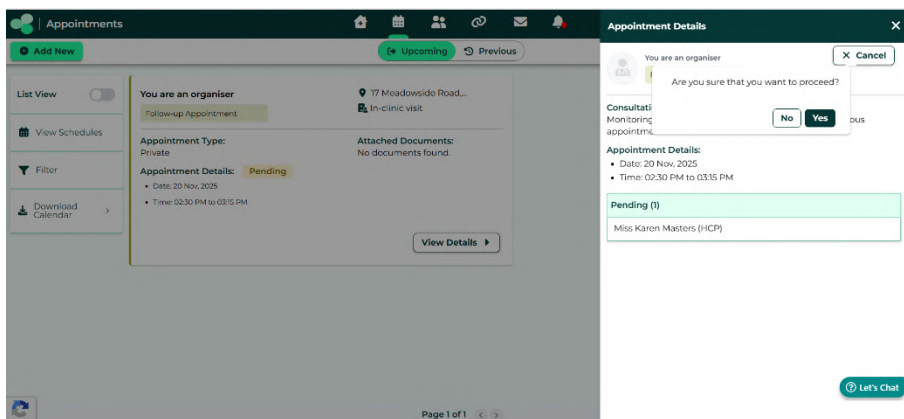 Appointments
Add New
Upcoming
Previous
List View
View Schedules
Filter
Download Calendar
You are an organiser
Follow-up Appointment
17 Meadowside Road,...
In-clinic visit
Appointment Type:
Private
Attached Documents:
No documents found.
Appointment Details: Pending
• Date: 20 Nov, 2025
• Time: 02:30 PM to 03:15 PM
View Details
Page 1 of 1
Appointment Details
You are an organiser
Cancel
Are you sure that you want to proceed?
No
Yes
Monitoring
Appointment Details:
• Date: 20 Nov, 2025
• Time: 02:30 PM to 03:15 PM
Pending (1)
Miss Karen Masters (HCP)
Let's Chat